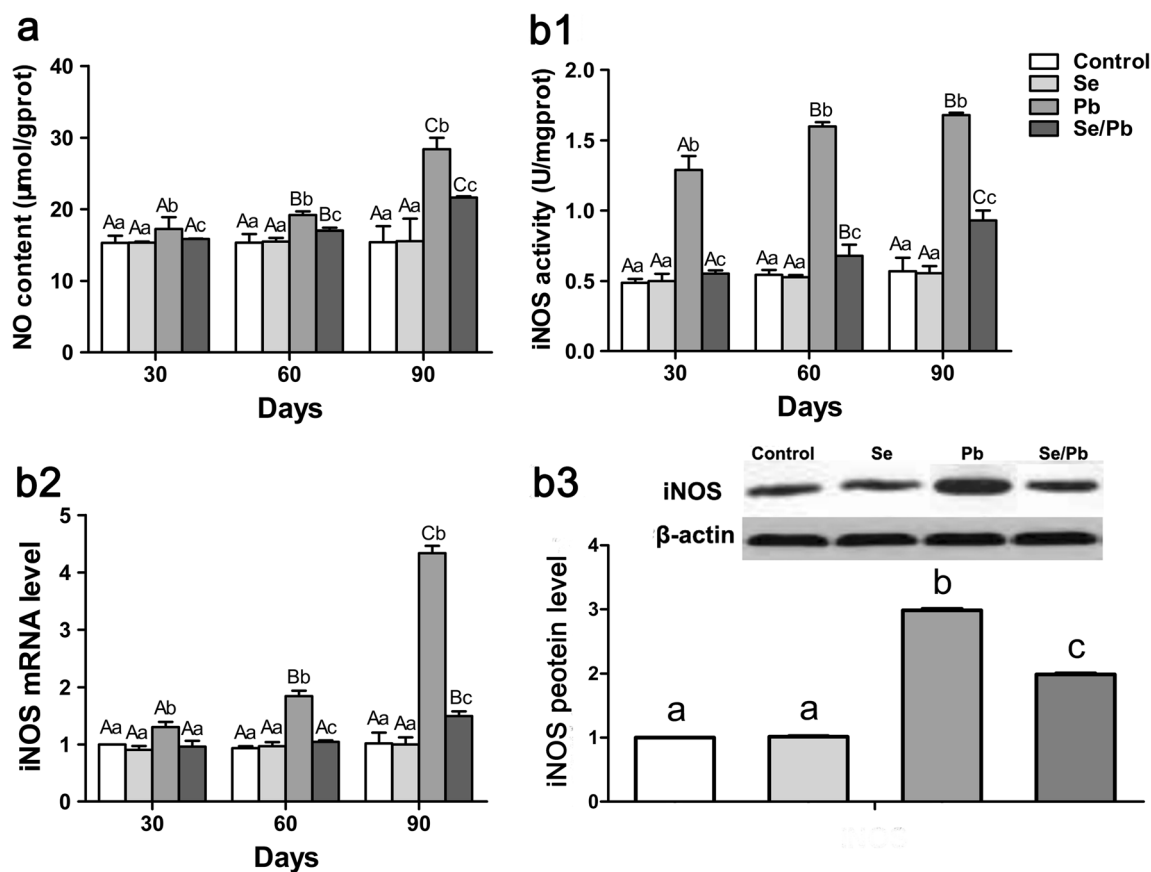 a
NO content (μmol/gprot)
40
30
20
10
0
Aa Aa Ab Ac
Aa Aa Bb Bc
Aa Aa Cb Cc
30 60 90
Days
b1
iNOS activity (U/mgprot)
2.0
1.5
1.0
0.5
0.0
Aa Aa Ab Ac
Aa Aa Bb Bc
Aa Aa Bb Cc
30 60 90
Days
Control
Se
Pb
Se/Pb
b2
iNOS mRNA level
5
4
3
2
1
0
Aa Aa Ab Aa
Aa Aa Bb Ac
Aa Aa Cb Bc
30 60 90
Days
b3
Control Se Pb Se/Pb
iNOS
β-actin
iNOS peotein level
4
3
2
1
0
a a b c
iNOS